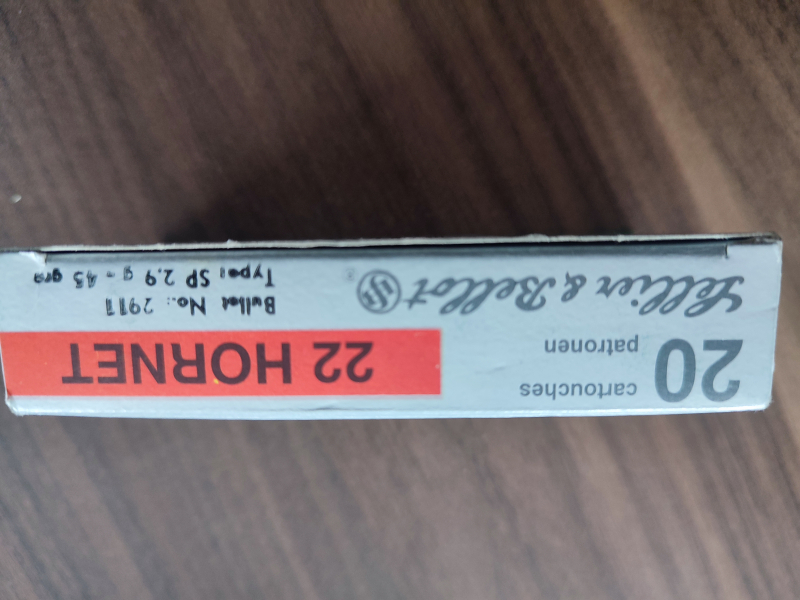 20 cartouches
patronen
22 HORNET
Sellier & Bellot S&B
Bullet No.: 2911
Type: SP 2.9 g - 45 grs